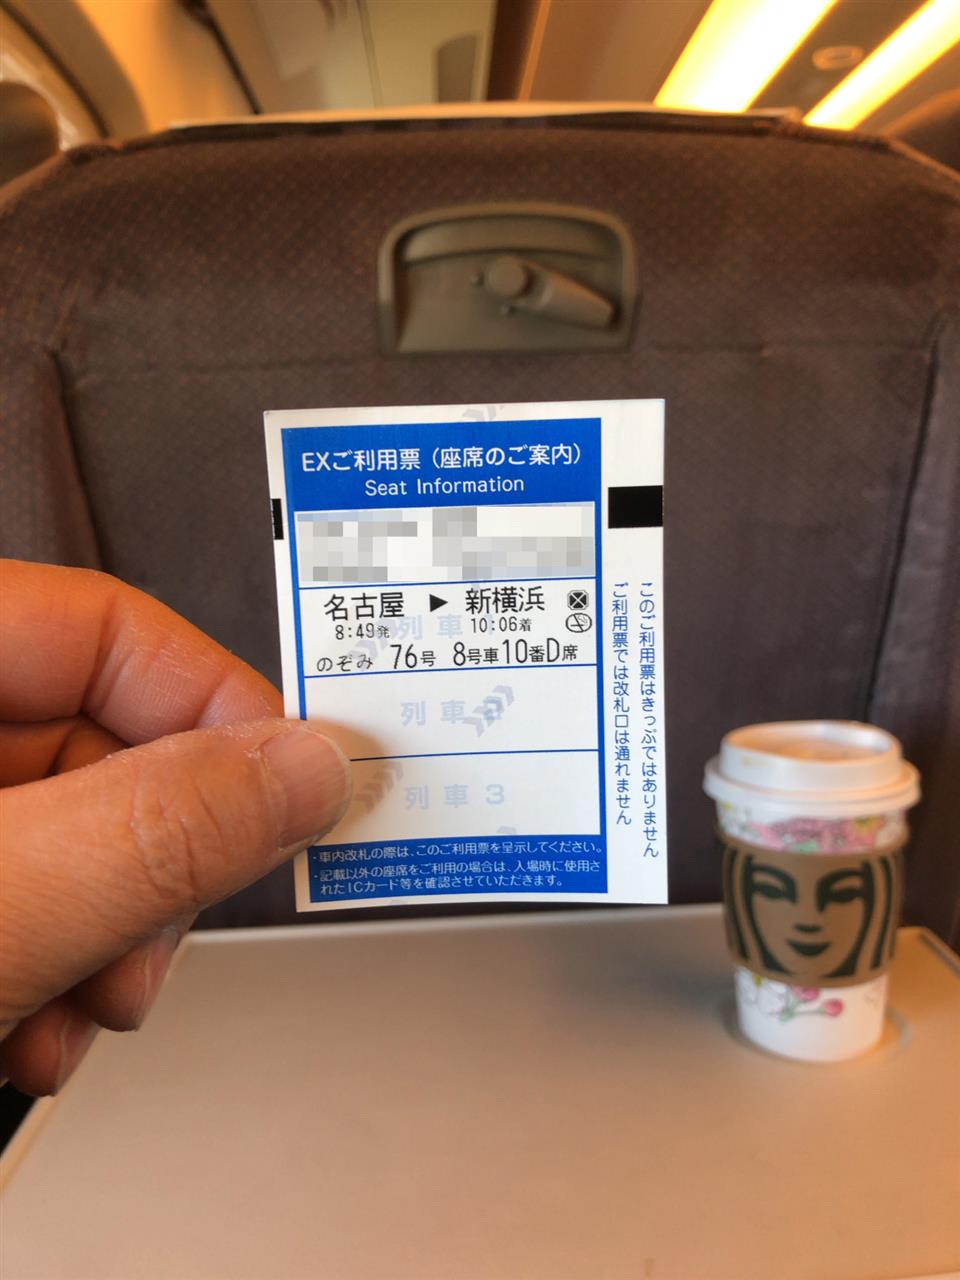 EXご利用票（座席のご案内）
Seat Information
名古屋 ▶ 新横浜
8:49発 列車1 10:06着
のぞみ 76号 8号車10番D席
列車2
列車3
・車内改札の際は、このご利用票を呈示してください。
・記載以外の座席をご利用の場合は、入場時に使用さ
れたICカード等を確認させていただきます。
このご利用票はきっぷではありません
ご利用票では改札口は通れません